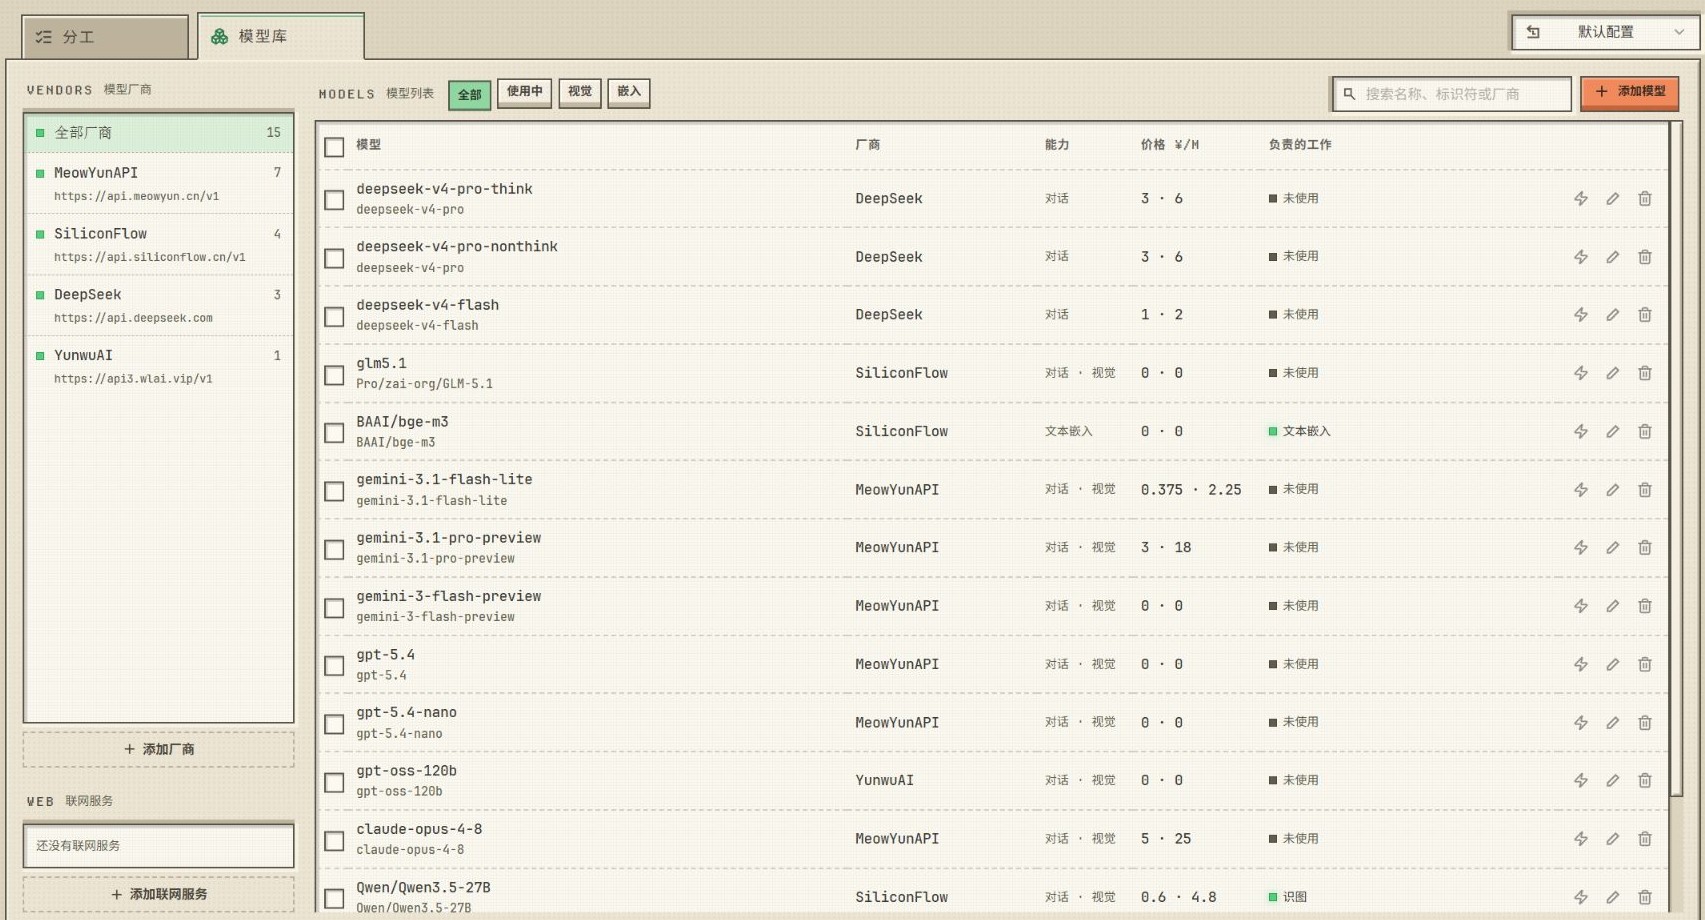 分工
模型库
默认配置
VENDORS 模型厂商
全部厂商 15
MeowYunAPI 7
https://api.meowyun.cn/v1
SiliconFlow 4
https://api.siliconflow.cn/v1
DeepSeek 3
https://api.deepseek.com
YunwuAI 1
https://api3.wlai.vip/v1
+ 添加厂商
WEB 联网服务
还没有联网服务
+ 添加联网服务
MODELS 模型列表 全部 使用中 视觉 嵌入
搜索名称、标识符或厂商
+ 添加模型
模型 厂商 能力 价格 ¥/M 负责的工作
deepseek-v4-pro-think
deepseek-v4-pro
DeepSeek 对话 3 · 6 未使用
deepseek-v4-pro-nonthink
deepseek-v4-pro
DeepSeek 对话 3 · 6 未使用
deepseek-v4-flash
deepseek-v4-flash
DeepSeek 对话 1 · 2 未使用
glm5.1
Pro/zai-org/GLM-5.1
SiliconFlow 对话 · 视觉 0 · 0 未使用
BAAI/bge-m3
BAAI/bge-m3
SiliconFlow 文本嵌入 0 · 0 文本嵌入
gemini-3.1-flash-lite
gemini-3.1-flash-lite
MeowYunAPI 对话 · 视觉 0.375 · 2.25 未使用
gemini-3.1-pro-preview
gemini-3.1-pro-preview
MeowYunAPI 对话 · 视觉 3 · 18 未使用
gemini-3-flash-preview
gemini-3-flash-preview
MeowYunAPI 对话 · 视觉 0 · 0 未使用
gpt-5.4
gpt-5.4
MeowYunAPI 对话 · 视觉 0 · 0 未使用
gpt-5.4-nano
gpt-5.4-nano
MeowYunAPI 对话 · 视觉 0 · 0 未使用
gpt-oss-120b
gpt-oss-120b
YunwuAI 对话 · 视觉 0 · 0 未使用
claude-opus-4-8
claude-opus-4-8
MeowYunAPI 对话 · 视觉 5 · 25 未使用
Qwen/Qwen3.5-27B
Qwen/Qwen3.5-27B
SiliconFlow 对话 · 视觉 0.6 · 4.8 识图